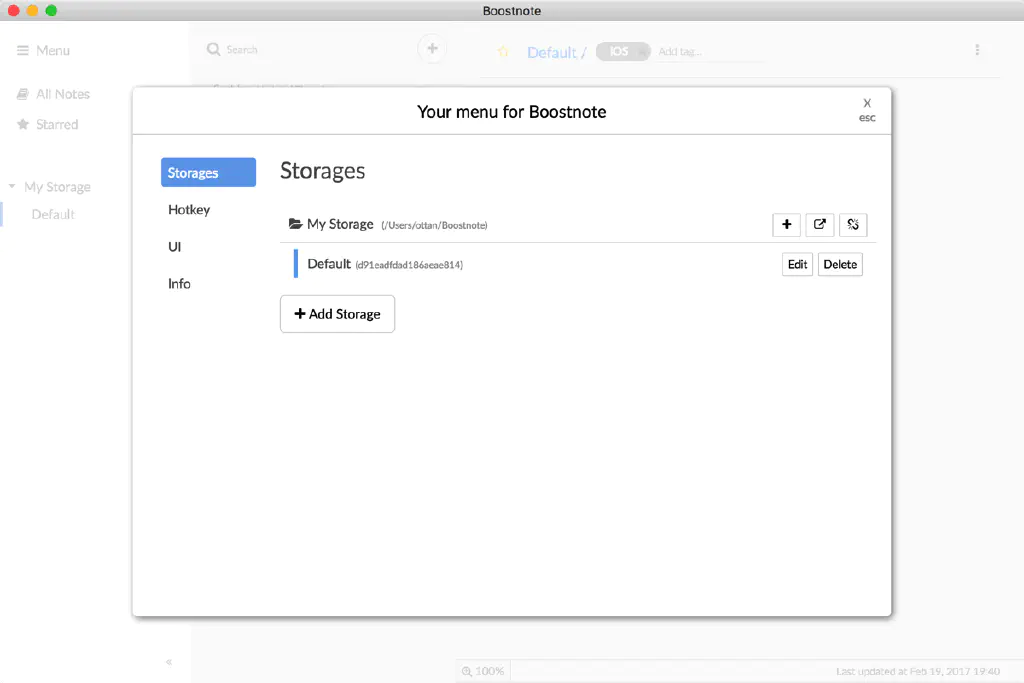 Boostnote
Menu
Search
+
Default /
iOS
Add tag...
All Notes
Starred
My Storage
Default
Your menu for Boostnote
X
esc
Storages
Hotkey
UI
Info
Storages
My Storage (/Users/ottan/Boostnote)
Default (d91eadfdad186aeae814)
Edit
Delete
+ Add Storage
«
100%
Last updated at Feb 19, 2017 19:40